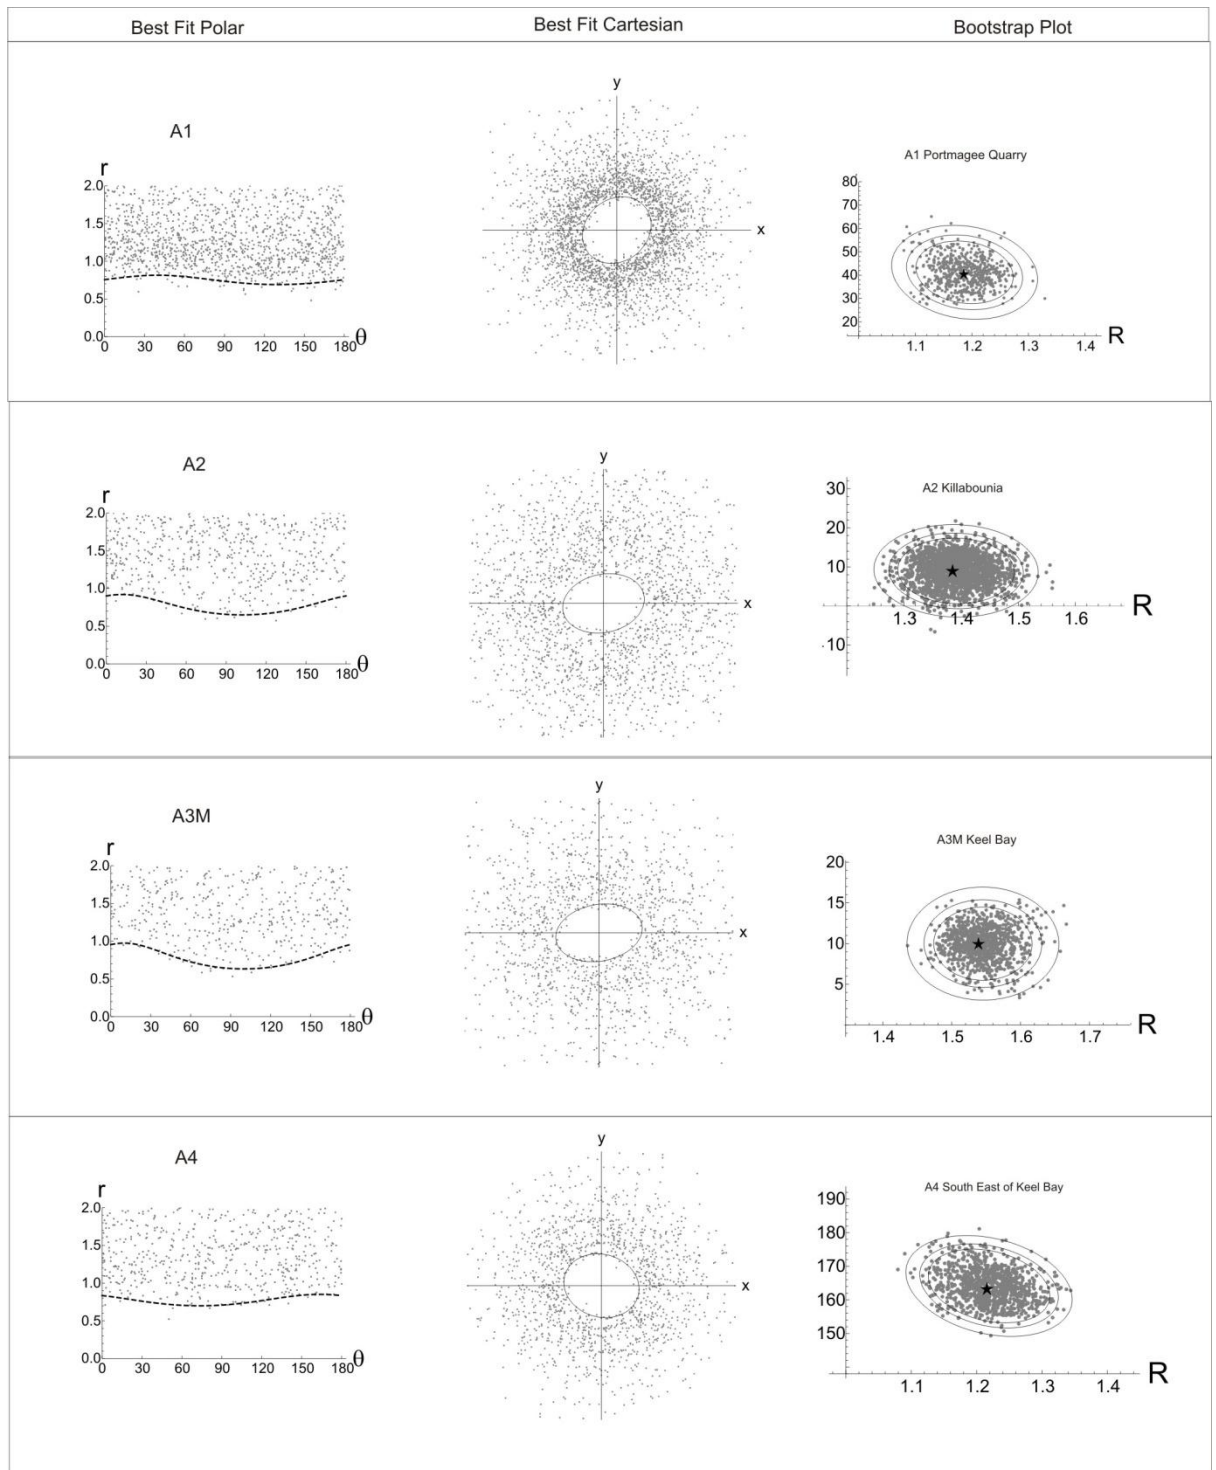 Best Fit Polar
Best Fit Cartesian
Bootstrap Plot
A1
r
2.0
1.5
1.0
0.5
0.0
0 30 60 90 120 150 180 θ
y
x
A1 Portmagee Quarry
80
70
60
50
40
30
20
1.1 1.2 1.3 1.4 R
A2
r
2.0
1.5
1.0
0.5
0.0
0 30 60 90 120 150 180 θ
y
x
A2 Killabounia
30
20
10
1.3 1.4 1.5 1.6 R
·10
A3M
r
2.0
1.5
1.0
0.5
0.0
0 30 60 90 120 150 180 θ
y
x
A3M Keel Bay
20
15
10
5
1.4 1.5 1.6 1.7 R
A4
r
2.0
1.5
1.0
0.5
0.0
0 30 60 90 120 150 180 θ
y
x
A4 South East of Keel Bay
190
180
170
160
150
1.1 1.2 1.3 1.4 R